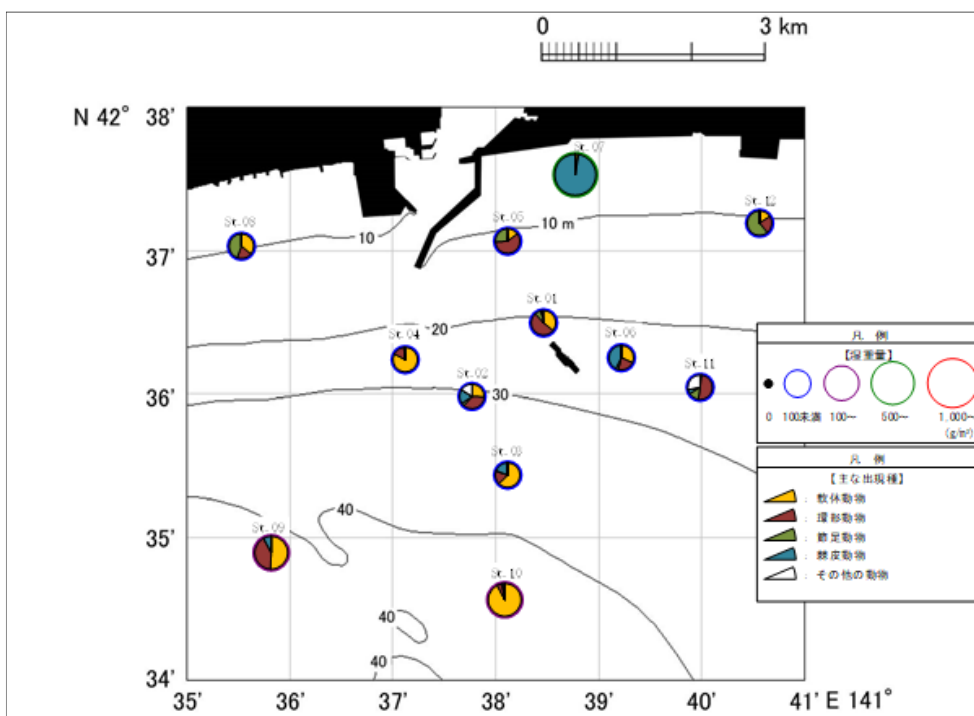 0 3 km
N 42° 38'
St.07
St.12
St.08
St.05
10
10 m
37'
St.01
20
St.04
St.06
St.11
St.02
36'
30
St.03
35'
40
St.09
St.10
40
40
34'
35' 36' 37' 38' 39' 40' 41' E 141°
凡 例
【湿重量】
0 100未満 100～ 500～ 1,000～
(g/m²)
凡 例
【主な出現種】
: 軟体動物
: 環形動物
: 節足動物
: 棘皮動物
: その他の動物